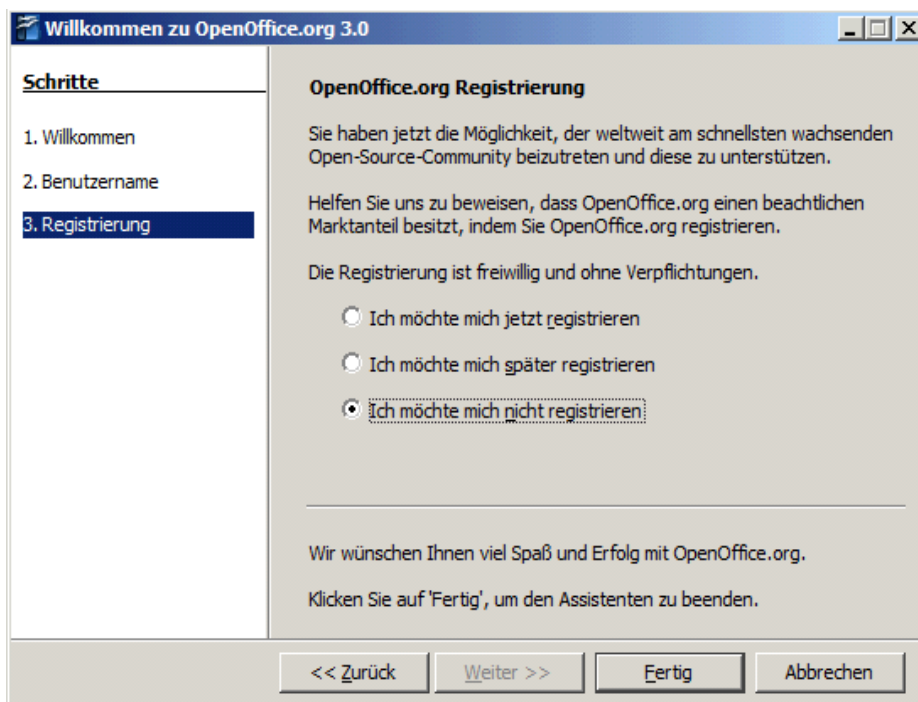 Willkommen zu OpenOffice.org 3.0
Schritte
1. Willkommen
2. Benutzername
3. Registrierung
OpenOffice.org Registrierung
Sie haben jetzt die Möglichkeit, der weltweit am schnellsten wachsenden
Open-Source-Community beizutreten und diese zu unterstützen.
Helfen Sie uns zu beweisen, dass OpenOffice.org einen beachtlichen
Marktanteil besitzt, indem Sie OpenOffice.org registrieren.
Die Registrierung ist freiwillig und ohne Verpflichtungen.
Ich möchte mich jetzt registrieren
Ich möchte mich später registrieren
Ich möchte mich nicht registrieren
Wir wünschen Ihnen viel Spaß und Erfolg mit OpenOffice.org.
Klicken Sie auf 'Fertig', um den Assistenten zu beenden.
<< Zurück
Weiter >>
Fertig
Abbrechen